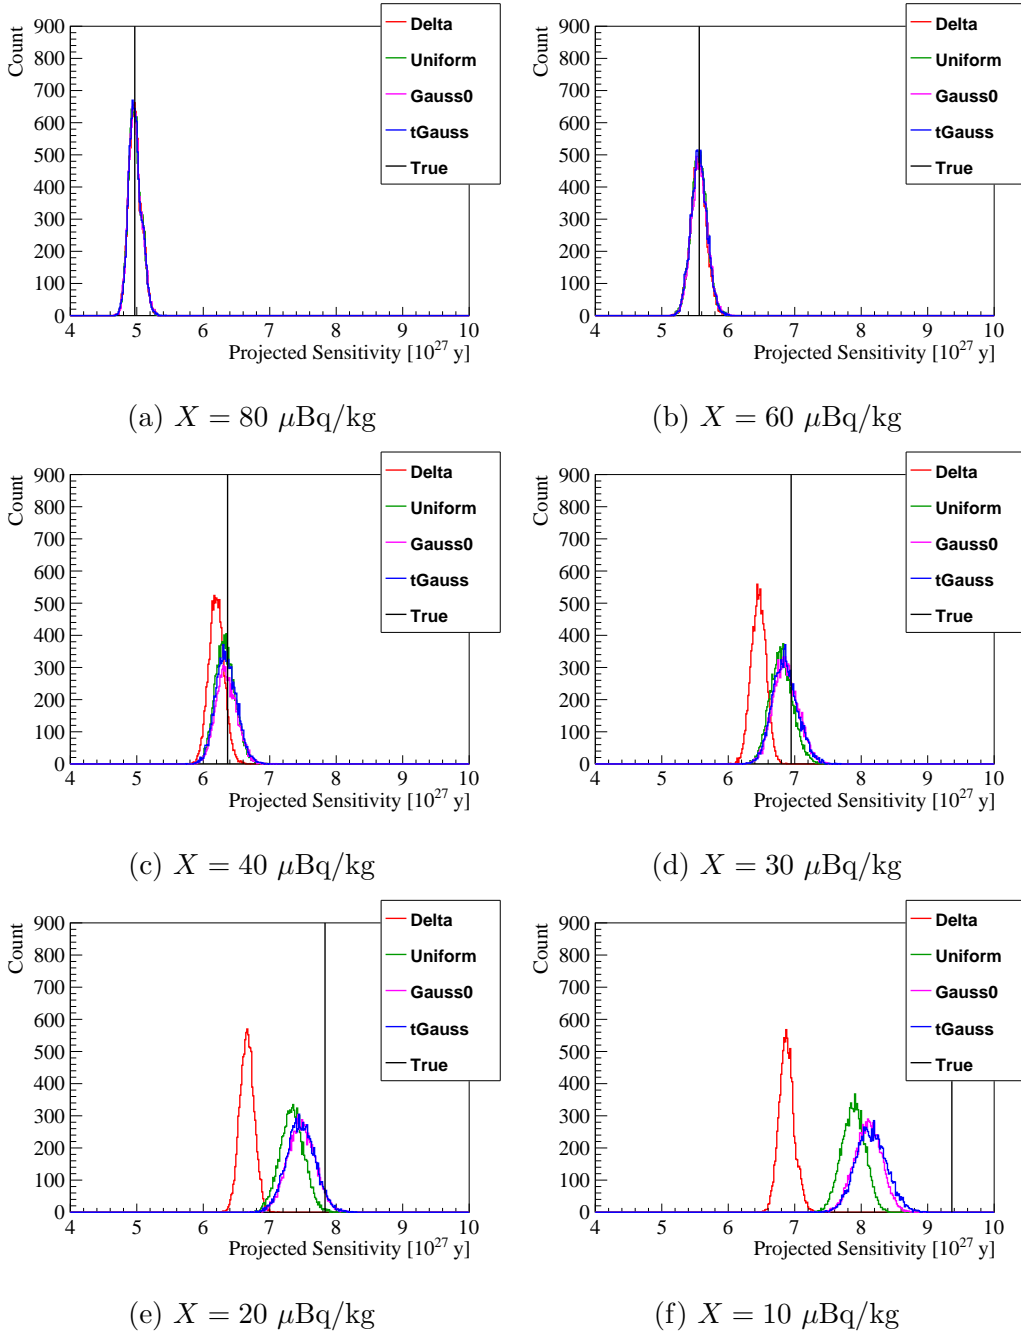 Count
900
800
700
600
500
400
300
200
100
0
4 5 6 7 8 9 10
Projected Sensitivity [10^27 y]
Delta
Uniform
Gauss0
tGauss
True
(a) X = 80 μBq/kg
Count
900
800
700
600
500
400
300
200
100
0
4 5 6 7 8 9 10
Projected Sensitivity [10^27 y]
Delta
Uniform
Gauss0
tGauss
True
(b) X = 60 μBq/kg
Count
900
800
700
600
500
400
300
200
100
0
4 5 6 7 8 9 10
Projected Sensitivity [10^27 y]
Delta
Uniform
Gauss0
tGauss
True
(c) X = 40 μBq/kg
Count
900
800
700
600
500
400
300
200
100
0
4 5 6 7 8 9 10
Projected Sensitivity [10^27 y]
Delta
Uniform
Gauss0
tGauss
True
(d) X = 30 μBq/kg
Count
900
800
700
600
500
400
300
200
100
0
4 5 6 7 8 9 10
Projected Sensitivity [10^27 y]
Delta
Uniform
Gauss0
tGauss
True
(e) X = 20 μBq/kg
Count
900
800
700
600
500
400
300
200
100
0
4 5 6 7 8 9 10
Projected Sensitivity [10^27 y]
Delta
Uniform
Gauss0
tGauss
True
(f) X = 10 μBq/kg